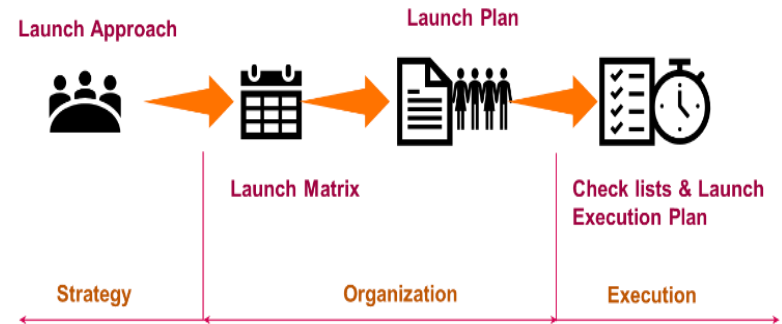 Launch Approach
Launch Plan
Launch Matrix
Check lists & Launch
Execution Plan
Strategy
Organization
Execution